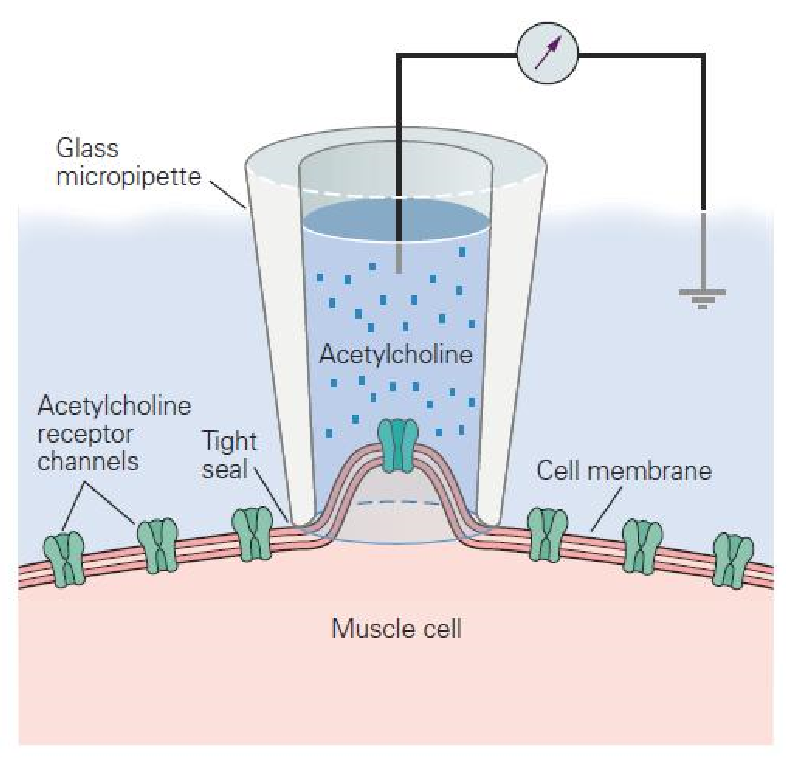 Glass
micropipette
Acetylcholine
Acetylcholine
receptor
channels
Tight
seal
Cell membrane
Muscle cell